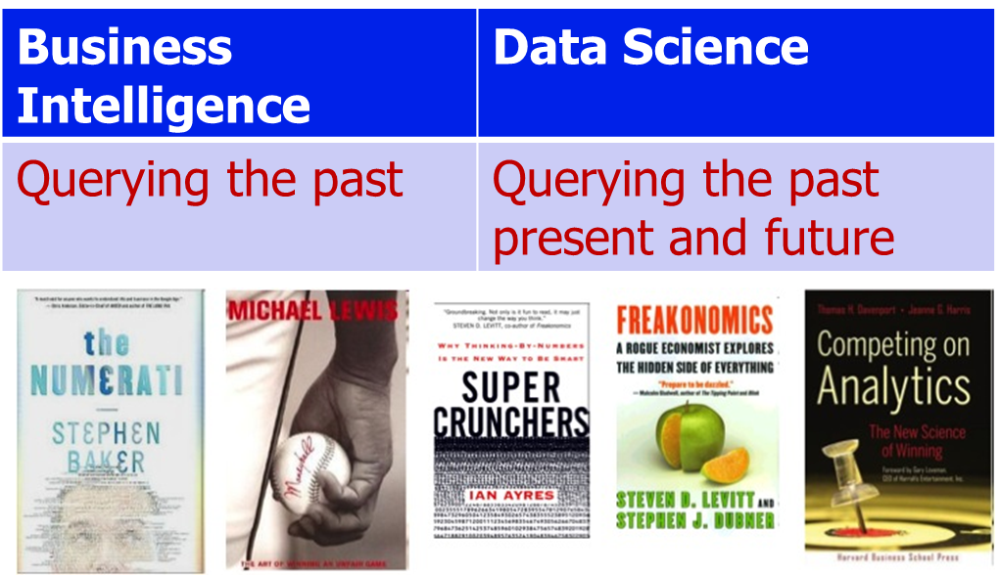 Business
Intelligence
Data Science
Querying the past
Querying the past
present and future
the
NUMERATI
STEPHEN
BAKER
MICHAEL LEWIS
Moneyball
THE ART OF WINNING AN UNFAIR GAME
"Groundbreaking. Not only is it fun to read, it may just
change the way you think."
STEVEN D. LEVITT, co-author of Freakonomics
WHY THINKING-BY-NUMBERS
IS THE NEW WAY TO BE SMART
SUPER
CRUNCHERS
IAN AYRES
FREAKONOMICS
A ROGUE ECONOMIST EXPLORES
THE HIDDEN SIDE OF EVERYTHING
"Prepare to be dazzled."
— Malcolm Gladwell, author of The Tipping Point and Blink
STEVEN D. LEVITT AND
STEPHEN J. DUBNER
Thomas H. Davenport • Jeanne G. Harris
Competing on
Analytics
The New Science
of Winning
Foreword by Gary Loveman,
CEO of Harrah's Entertainment, Inc.
Harvard Business School Press